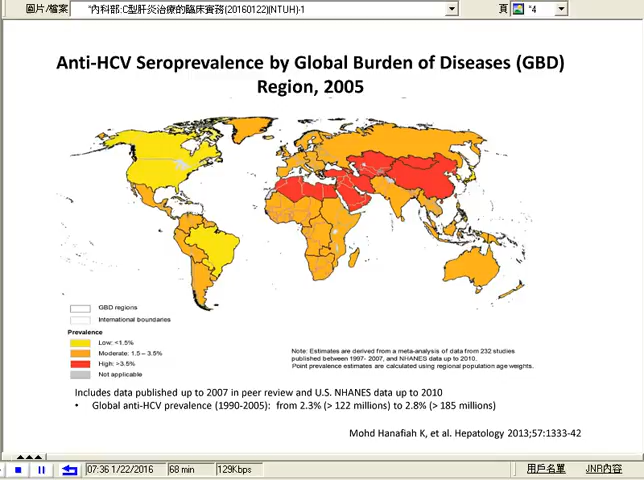 圖片/檔案
"內科部:C型肝炎治療的臨床實務(20160122)(NTUH)-1
頁
"4
Anti-HCV Seroprevalence by Global Burden of Diseases (GBD)
Region, 2005
GBD regions
International boundaries
Prevalence
Low: <1.5%
Moderate: 1.5 – 3.5%
High: >3.5%
Not applicable
Note: Estimates are derived from a meta-analysis of data from 232 studies
published between 1997- 2007, and NHANES data up to 2010.
Point prevalence estimates are calculated using regional population age weights.
Includes data published up to 2007 in peer review and U.S. NHANES data up to 2010
• Global anti-HCV prevalence (1990-2005): from 2.3% (> 122 millions) to 2.8% (> 185 millions)
Mohd Hanafiah K, et al. Hepatology 2013;57:1333-42
07:36 1/22/2016
68 min
129Kbps
用戶名單
JNR內容